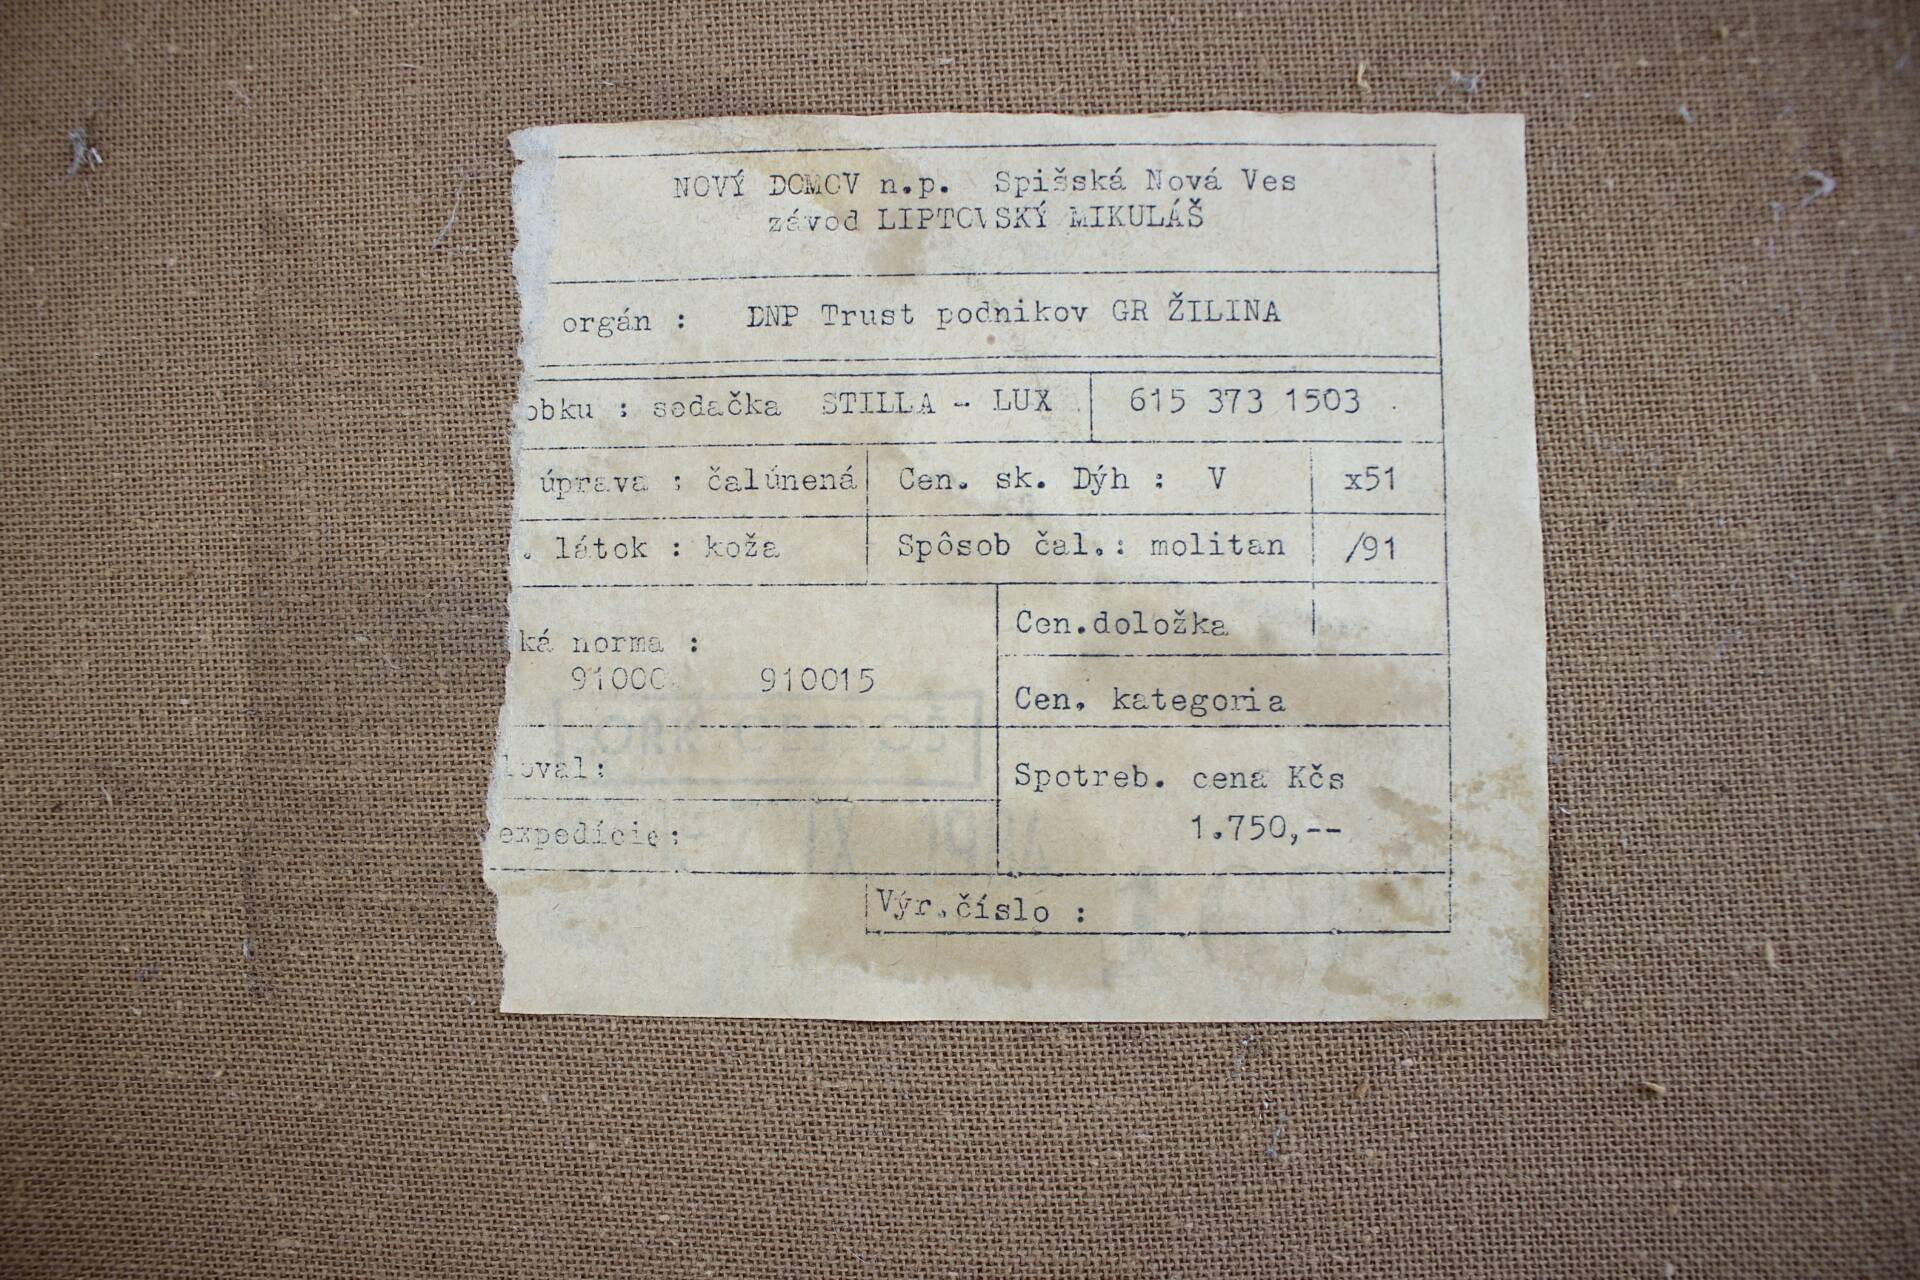 NOVÝ DOMOV n.p. Spišská Nová Ves
závod LIPTOVSKÝ MIKULÁŠ
orgán : DNP Trust podnikov GR ŽILINA
obku : sedačka STILLA - LUX 615 373 1503
úprava : čalúnená Cen. sk. Dýh : V x51
. látok : koža Spôsob čal.: molitan /91
ká norma :
910015
Cen.doložka
Cen. kategoria
loval:
Spotreb. cena Kčs
1.750,--
expedície:
Výr.číslo :